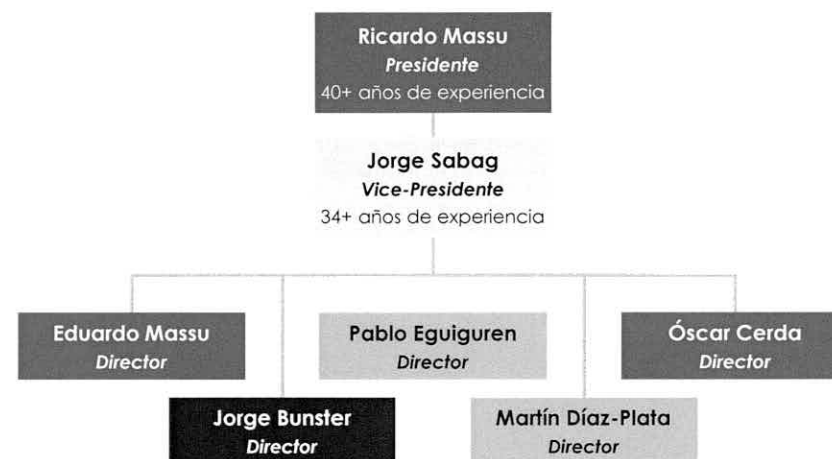 Ricardo Massu
Presidente
40+ años de experiencia
Jorge Sabag
Vice-Presidente
34+ años de experiencia
Eduardo Massu
Director
Pablo Eguiguren
Director
Óscar Cerda
Director
Jorge Bunster
Director
Martín Díaz-Plata
Director